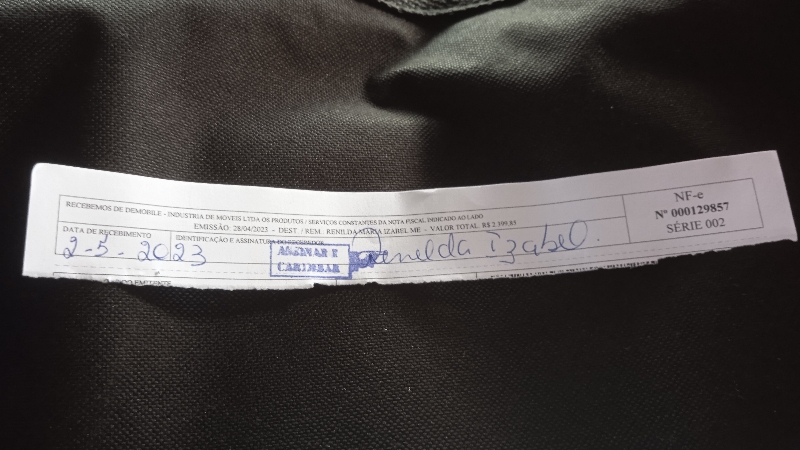 RECEBEMOS DE DEMOBILE - INDUSTRIA DE MOVEIS LTDA OS PRODUTOS / SERVIÇOS CONSTANTES DA NOTA FISCAL INDICADO AO LADO
EMISSÃO: 28/04/2023 - DEST. / REM.: RENILDA MARIA IZABEL ME - VALOR TOTAL: R$ 2.399,85
NF-e
Nº 000129857
SÉRIE 002
DATA DE RECEBIMENTO
IDENTIFICAÇÃO E ASSINATURA DO RECEBEDOR
2-5-2023
ASSINAR E
CARIMBAR
Renelda Izabel.
EMITENTE